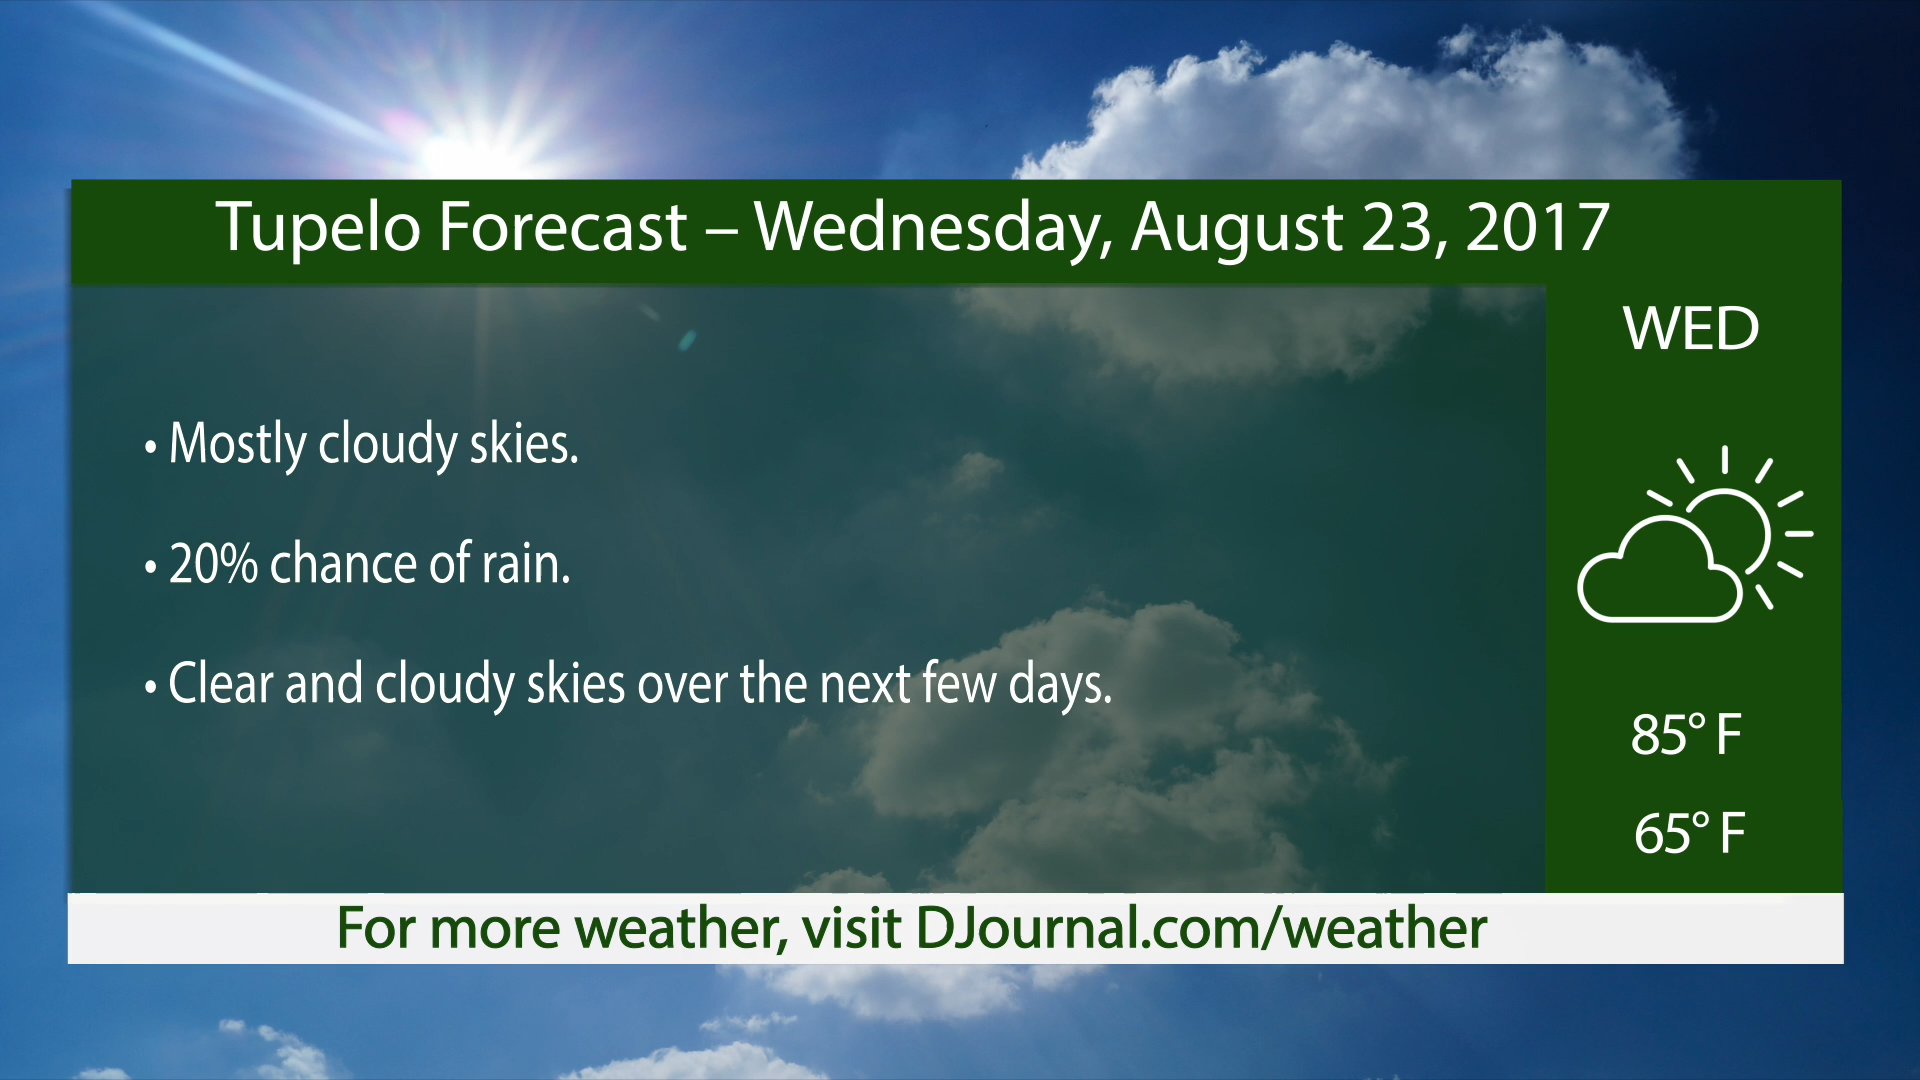 Tupelo Forecast – Wednesday, August 23, 2017
WED
• Mostly cloudy skies.
• 20% chance of rain.
• Clear and cloudy skies over the next few days.
85° F
65° F
For more weather, visit DJournal.com/weather